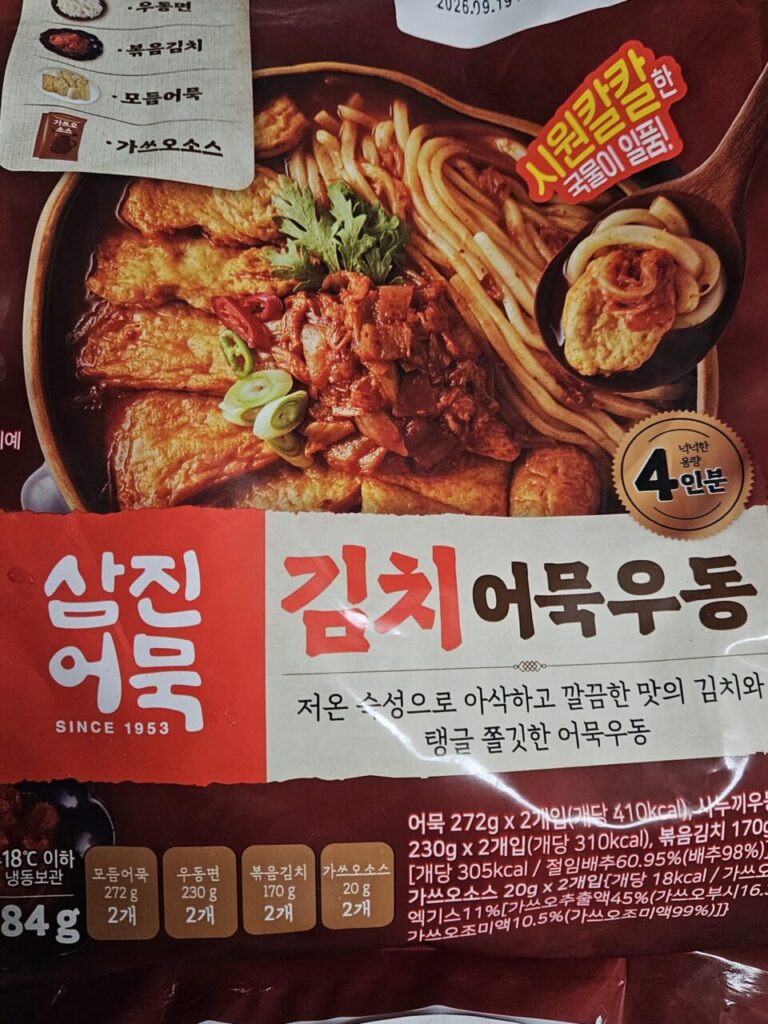 2026.09.19
· 우동면
· 볶음김치
· 모듬어묵
가쓰오
소스
· 가쓰오소스
시원칼칼한
국물이 일품!
넉넉한
용량
4인분
삼진
어묵
SINCE 1953
김치어묵우동
저온 숙성으로 아삭하고 깔끔한 맛의 김치와
탱글 쫄깃한 어묵우동
-18℃ 이하
냉동보관
84g
모듬어묵
272 g
2개
우동면
230 g
2개
볶음김치
170 g
2개
가쓰오소스
20 g
2개
어묵 272g x 2개입(개당 410kcal), 사누끼우동
230g x 2개입(개당 310kcal), 볶음김치 170g
[개당 305kcal / 절임배추60.95%(배추98%)]
가쓰오소스 20g x 2개입{개당 18kcal / 가쓰오
엑기스11%[가쓰오추출액45%(가쓰오부시16.
가쓰오조미액10.5%(가쓰오조미액99%)]}